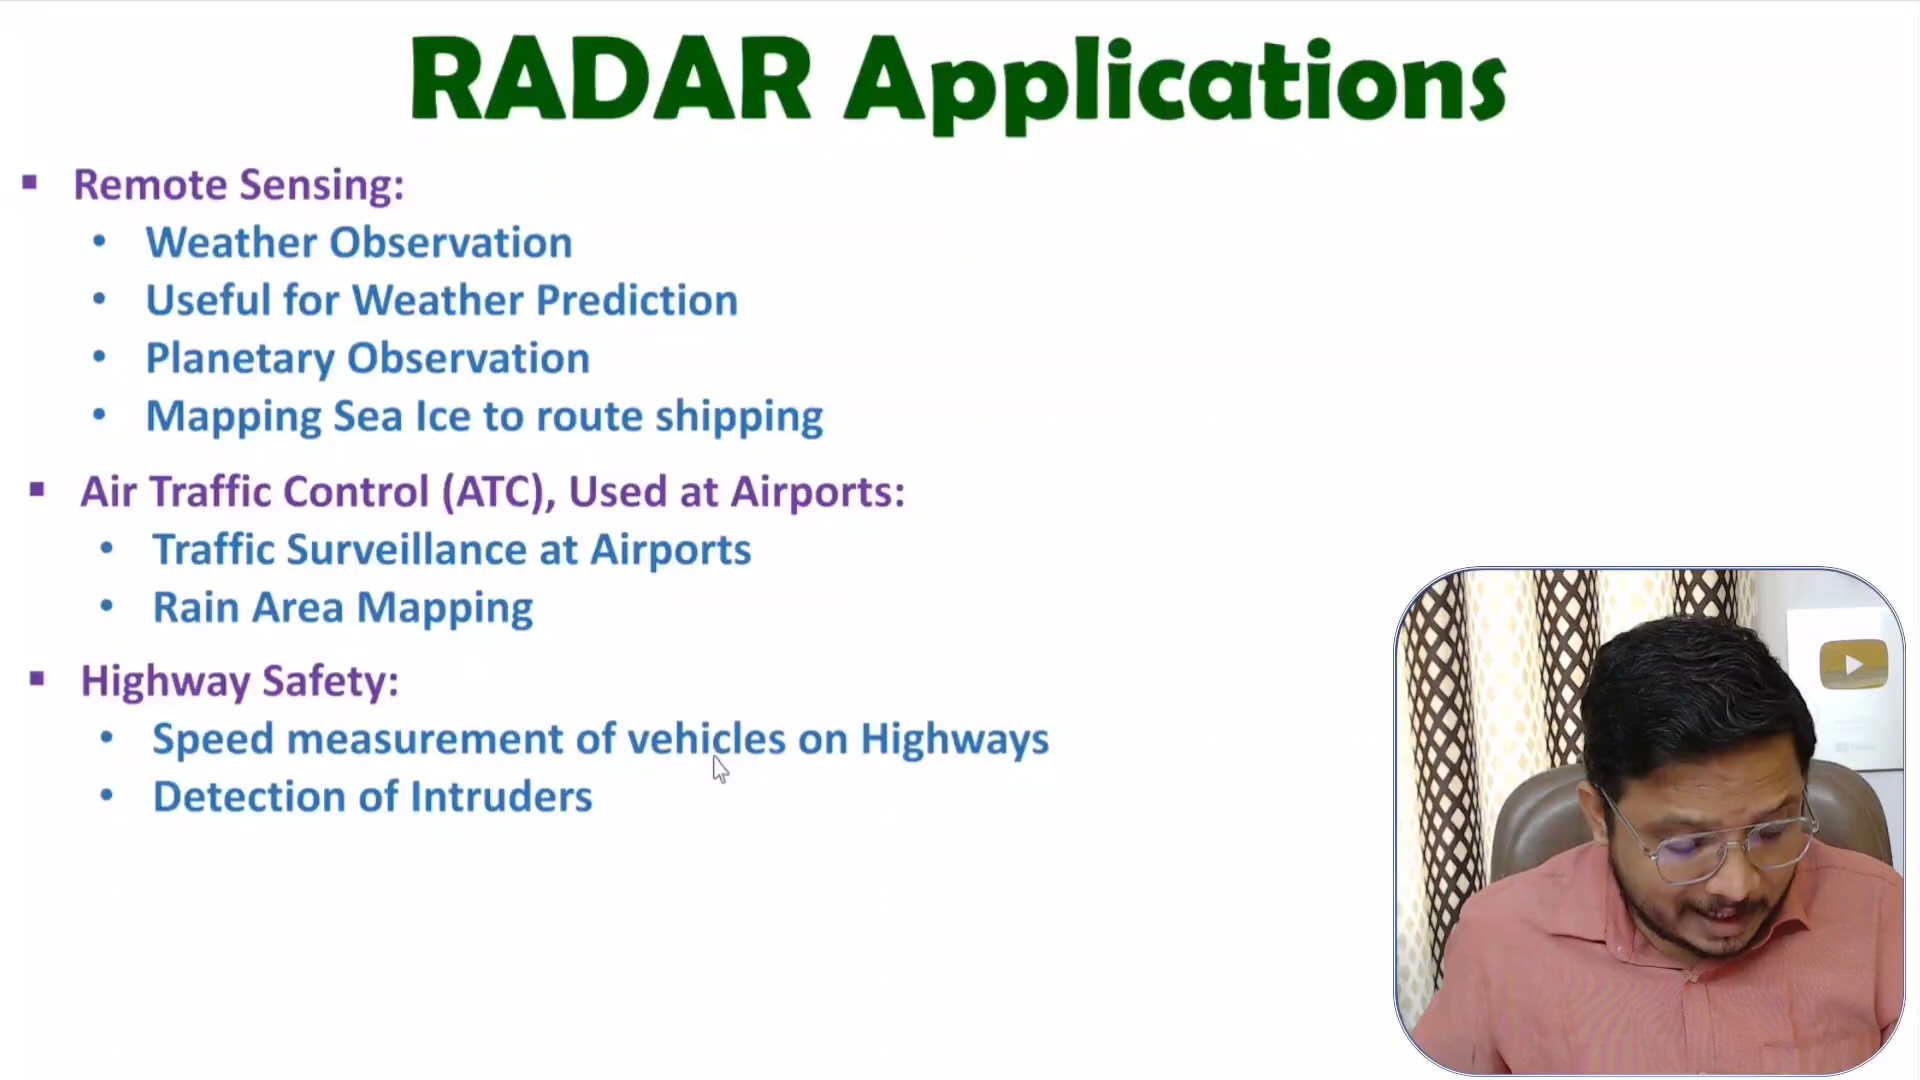 RADAR Applications
▪ Remote Sensing:
• Weather Observation
• Useful for Weather Prediction
• Planetary Observation
• Mapping Sea Ice to route shipping
▪ Air Traffic Control (ATC), Used at Airports:
• Traffic Surveillance at Airports
• Rain Area Mapping
▪ Highway Safety:
• Speed measurement of vehicles on Highways
• Detection of Intruders